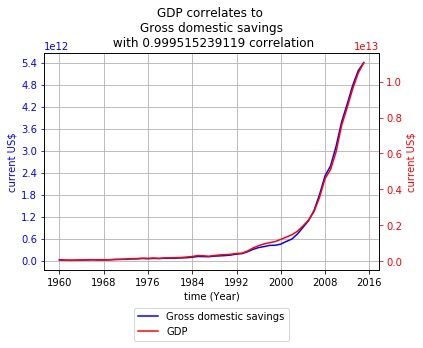 GDP correlates to
Gross domestic savings
with 0.999515239119 correlation
1e12
1e13
5.4
4.8
4.2
3.6
3.0
2.4
1.8
1.2
0.6
0.0
current US$
1.0
0.8
0.6
0.4
0.2
0.0
current US$
1960 1968 1976 1984 1992 2000 2008 2016
time (Year)
Gross domestic savings
GDP